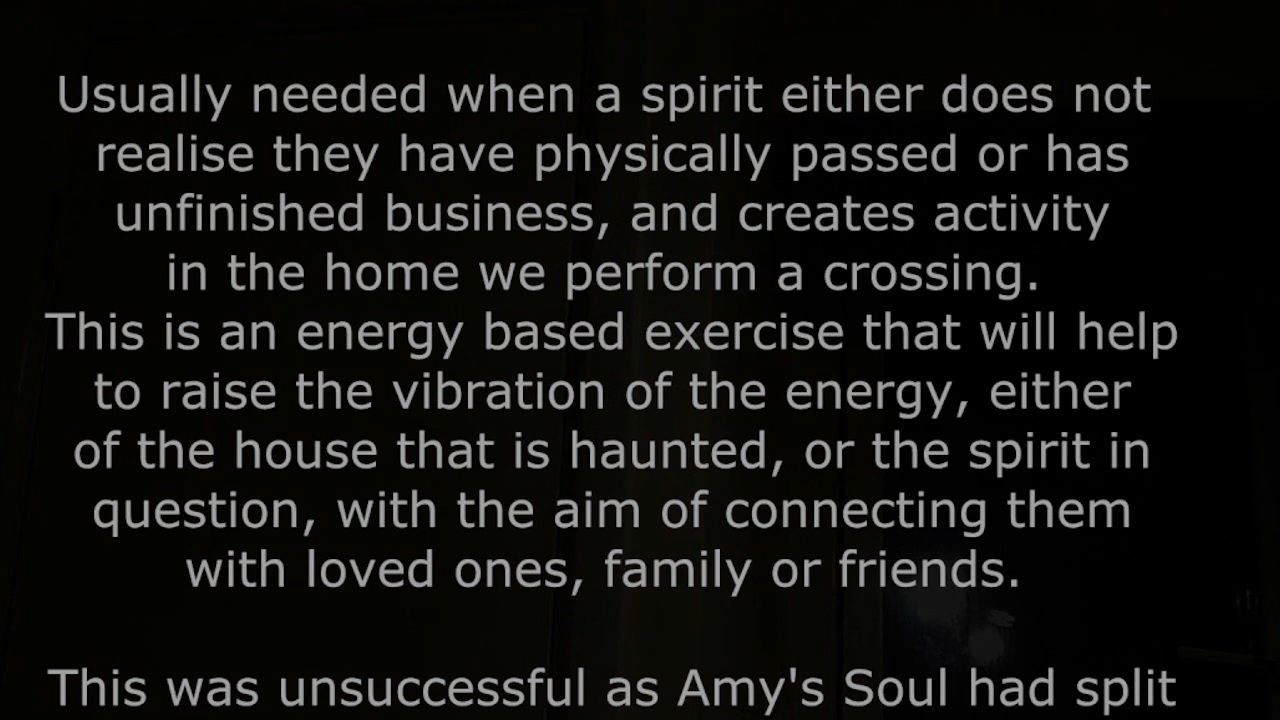 Usually needed when a spirit either does not
realise they have physically passed or has
unfinished business, and creates activity
in the home we perform a crossing.
This is an energy based exercise that will help
to raise the vibration of the energy, either
of the house that is haunted, or the spirit in
question, with the aim of connecting them
with loved ones, family or friends.
This was unsuccessful as Amy's Soul had split